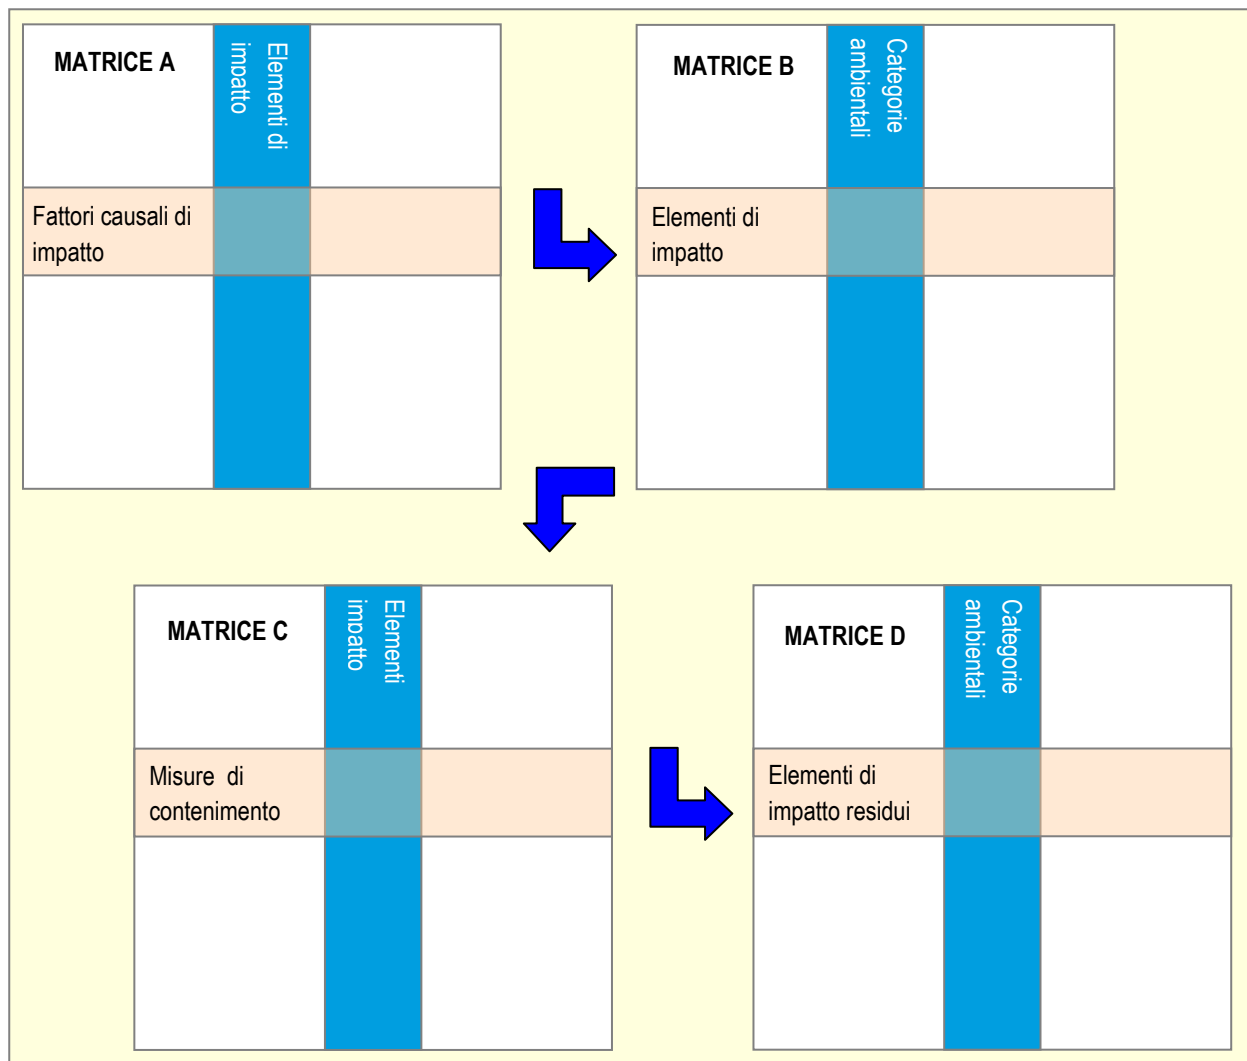 MATRICE A
Elementi di
impatto
Fattori causali di
impatto
MATRICE B
Categorie
ambientali
Elementi di
impatto
MATRICE C
Elementi
impatto
Misure di
contenimento
MATRICE D
Categorie
ambientali
Elementi di
impatto residui